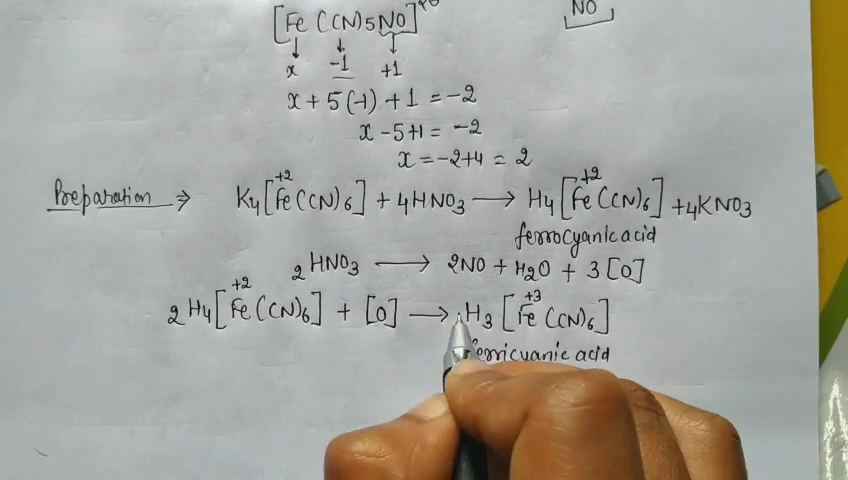 [Fe(CN)5NO]
NO
x -1 +1
x + 5(-1) + 1 = -2
x - 5+1 = -2
x = -2+4 = 2
Preparation ⇒ K4[Fe(CN)6] + 4HNO3 → H4[Fe(CN)6] + 4KNO3
+2 +2
ferrocyanic acid
2HNO3 → 2NO + H2O + 3[O]
+2 +3
2H4[Fe(CN)6] + [O] → H3[Fe(CN)6]
ferricyanic acid